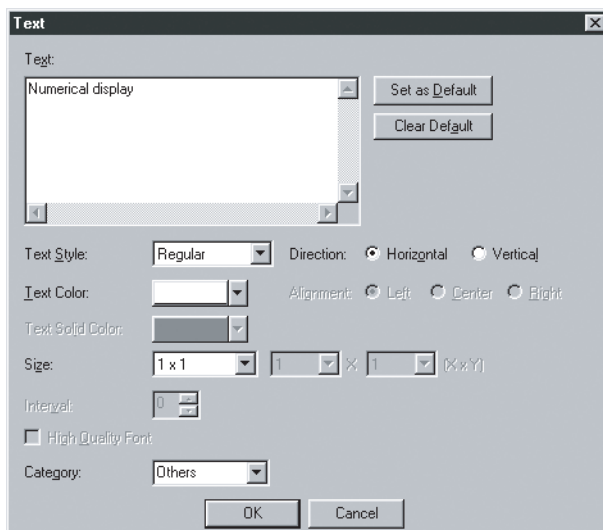 Text
Text:
Numerical display
Set as Default
Clear Default
Text Style: Regular Direction: Horizontal Vertical
Text Color: Alignment: Left Center Right
Text Solid Color:
Size: 1 x 1 1 X 1 (X x Y)
Interval: 0
High Quality Font
Category: Others
OK Cancel